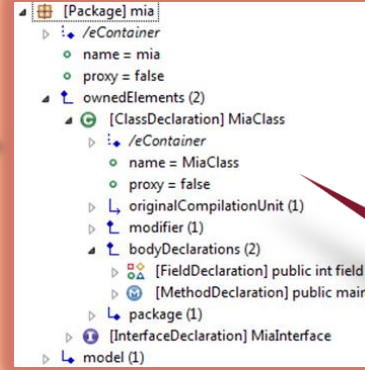 [Package] mia
/eContainer
name = mia
proxy = false
ownedElements (2)
[ClassDeclaration] MiaClass
/eContainer
name = MiaClass
proxy = false
originalCompilationUnit (1)
modifier (1)
bodyDeclarations (2)
[FieldDeclaration] public int field
[MethodDeclaration] public main
package (1)
[InterfaceDeclaration] MiaInterface
model (1)